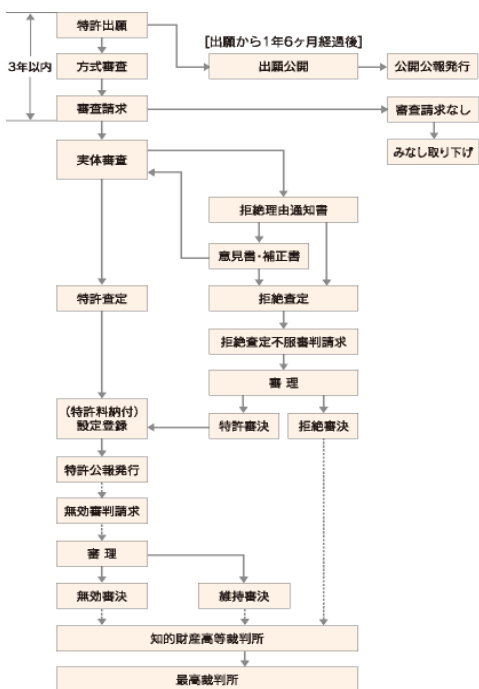 特許出願
[出願から1年6ヶ月経過後]
3年以内
方式審査
出願公開
公開公報発行
審査請求
審査請求なし
実体審査
みなし取り下げ
拒絶理由通知書
意見書・補正書
特許査定
拒絶査定
拒絶査定不服審判請求
審理
(特許料納付)
設定登録
特許審決
拒絶審決
特許公報発行
無効審判請求
審理
無効審決
維持審決
知的財産高等裁判所
最高裁判所